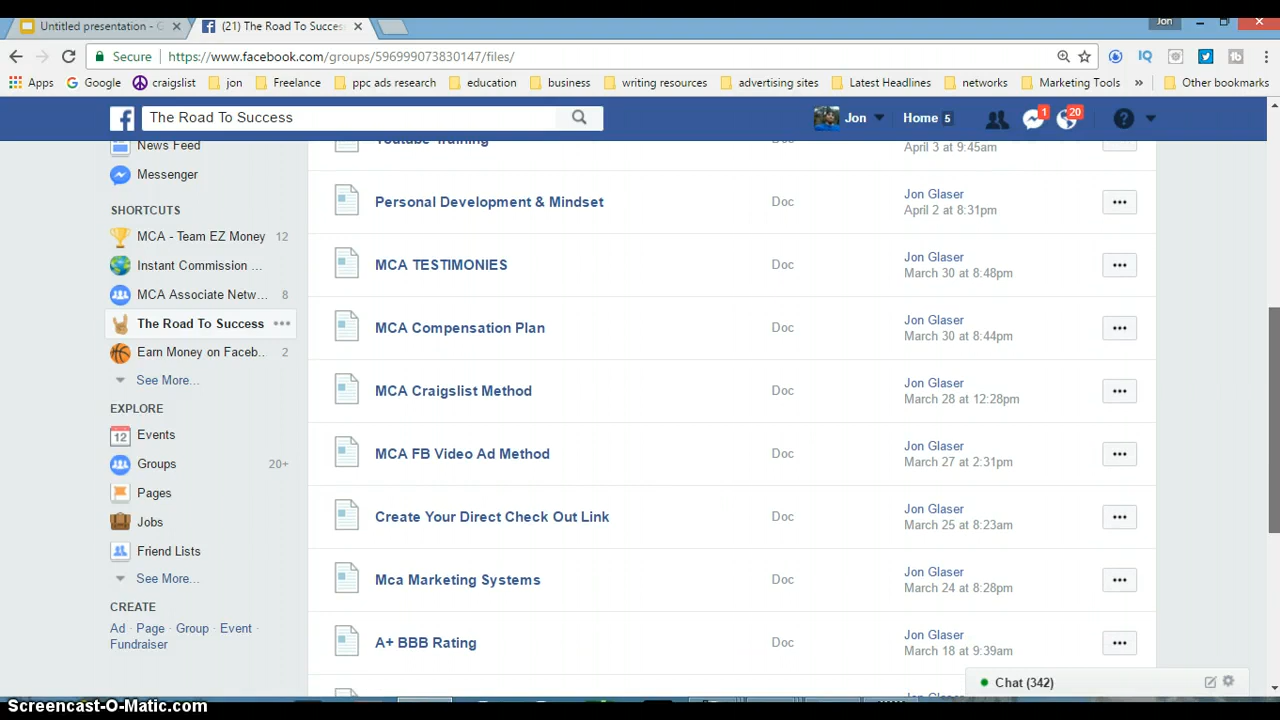 Untitled presentation - G
(21) The Road To Succes
Jon
Secure https://www.facebook.com/groups/596999073830147/files/
IQ
Apps Google craigslist jon Freelance ppc ads research education business writing resources advertising sites Latest Headlines networks Marketing Tools » Other bookmarks
The Road To Success
Jon Home 5 1 20
News Feed
Messenger
SHORTCUTS
MCA - Team EZ Money 12
Instant Commission ...
MCA Associate Netw... 8
The Road To Success
Earn Money on Faceb... 2
See More...
EXPLORE
12 Events
Groups 20+
Pages
Jobs
Friend Lists
See More...
CREATE
Ad · Page · Group · Event ·
Fundraiser
Youtube Training
April 3 at 9:45am
Personal Development & Mindset Doc Jon Glaser
April 2 at 8:31pm
MCA TESTIMONIES Doc Jon Glaser
March 30 at 8:48pm
MCA Compensation Plan Doc Jon Glaser
March 30 at 8:44pm
MCA Craigslist Method Doc Jon Glaser
March 28 at 12:28pm
MCA FB Video Ad Method Doc Jon Glaser
March 27 at 2:31pm
Create Your Direct Check Out Link Doc Jon Glaser
March 25 at 8:23am
Mca Marketing Systems Doc Jon Glaser
March 24 at 8:28pm
A+ BBB Rating Doc Jon Glaser
March 18 at 9:39am
Chat (342)
Screencast-O-Matic.com